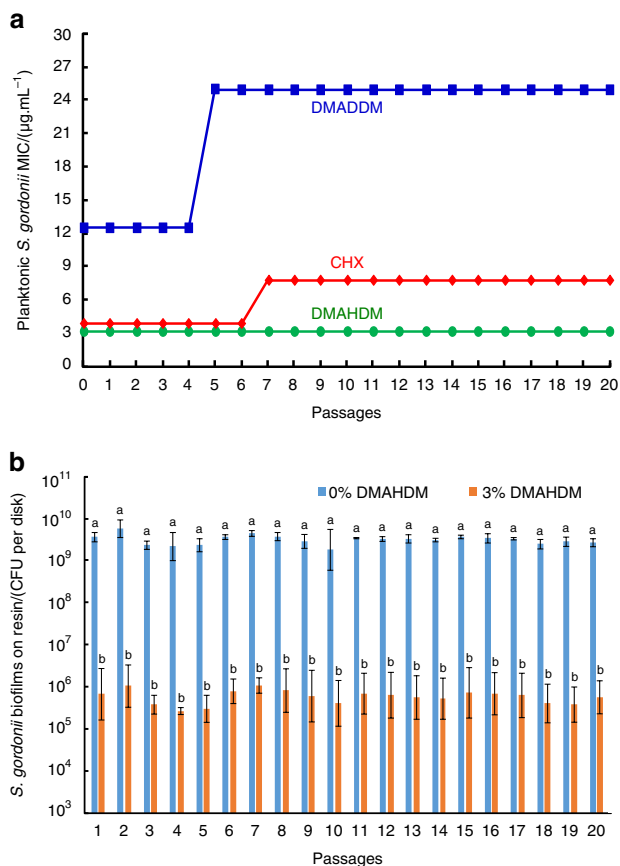 a
Planktonic S. gordonii MIC/(μg.mL⁻¹)
30
27
24
21
18
15
12
9
6
3
0
DMADDM
CHX
DMAHDM
0 1 2 3 4 5 6 7 8 9 10 11 12 13 14 15 16 17 18 19 20
Passages
b
S. gordonii biofilms on resin/(CFU per disk)
10¹¹
10¹⁰
10⁹
10⁸
10⁷
10⁶
10⁵
10⁴
10³
0% DMAHDM 3% DMAHDM
a a a a a a a a a a a a a a a a a a a a
b b b b b b b b b b b b b b b b b b b b
1 2 3 4 5 6 7 8 9 10 11 12 13 14 15 16 17 18 19 20
Passages